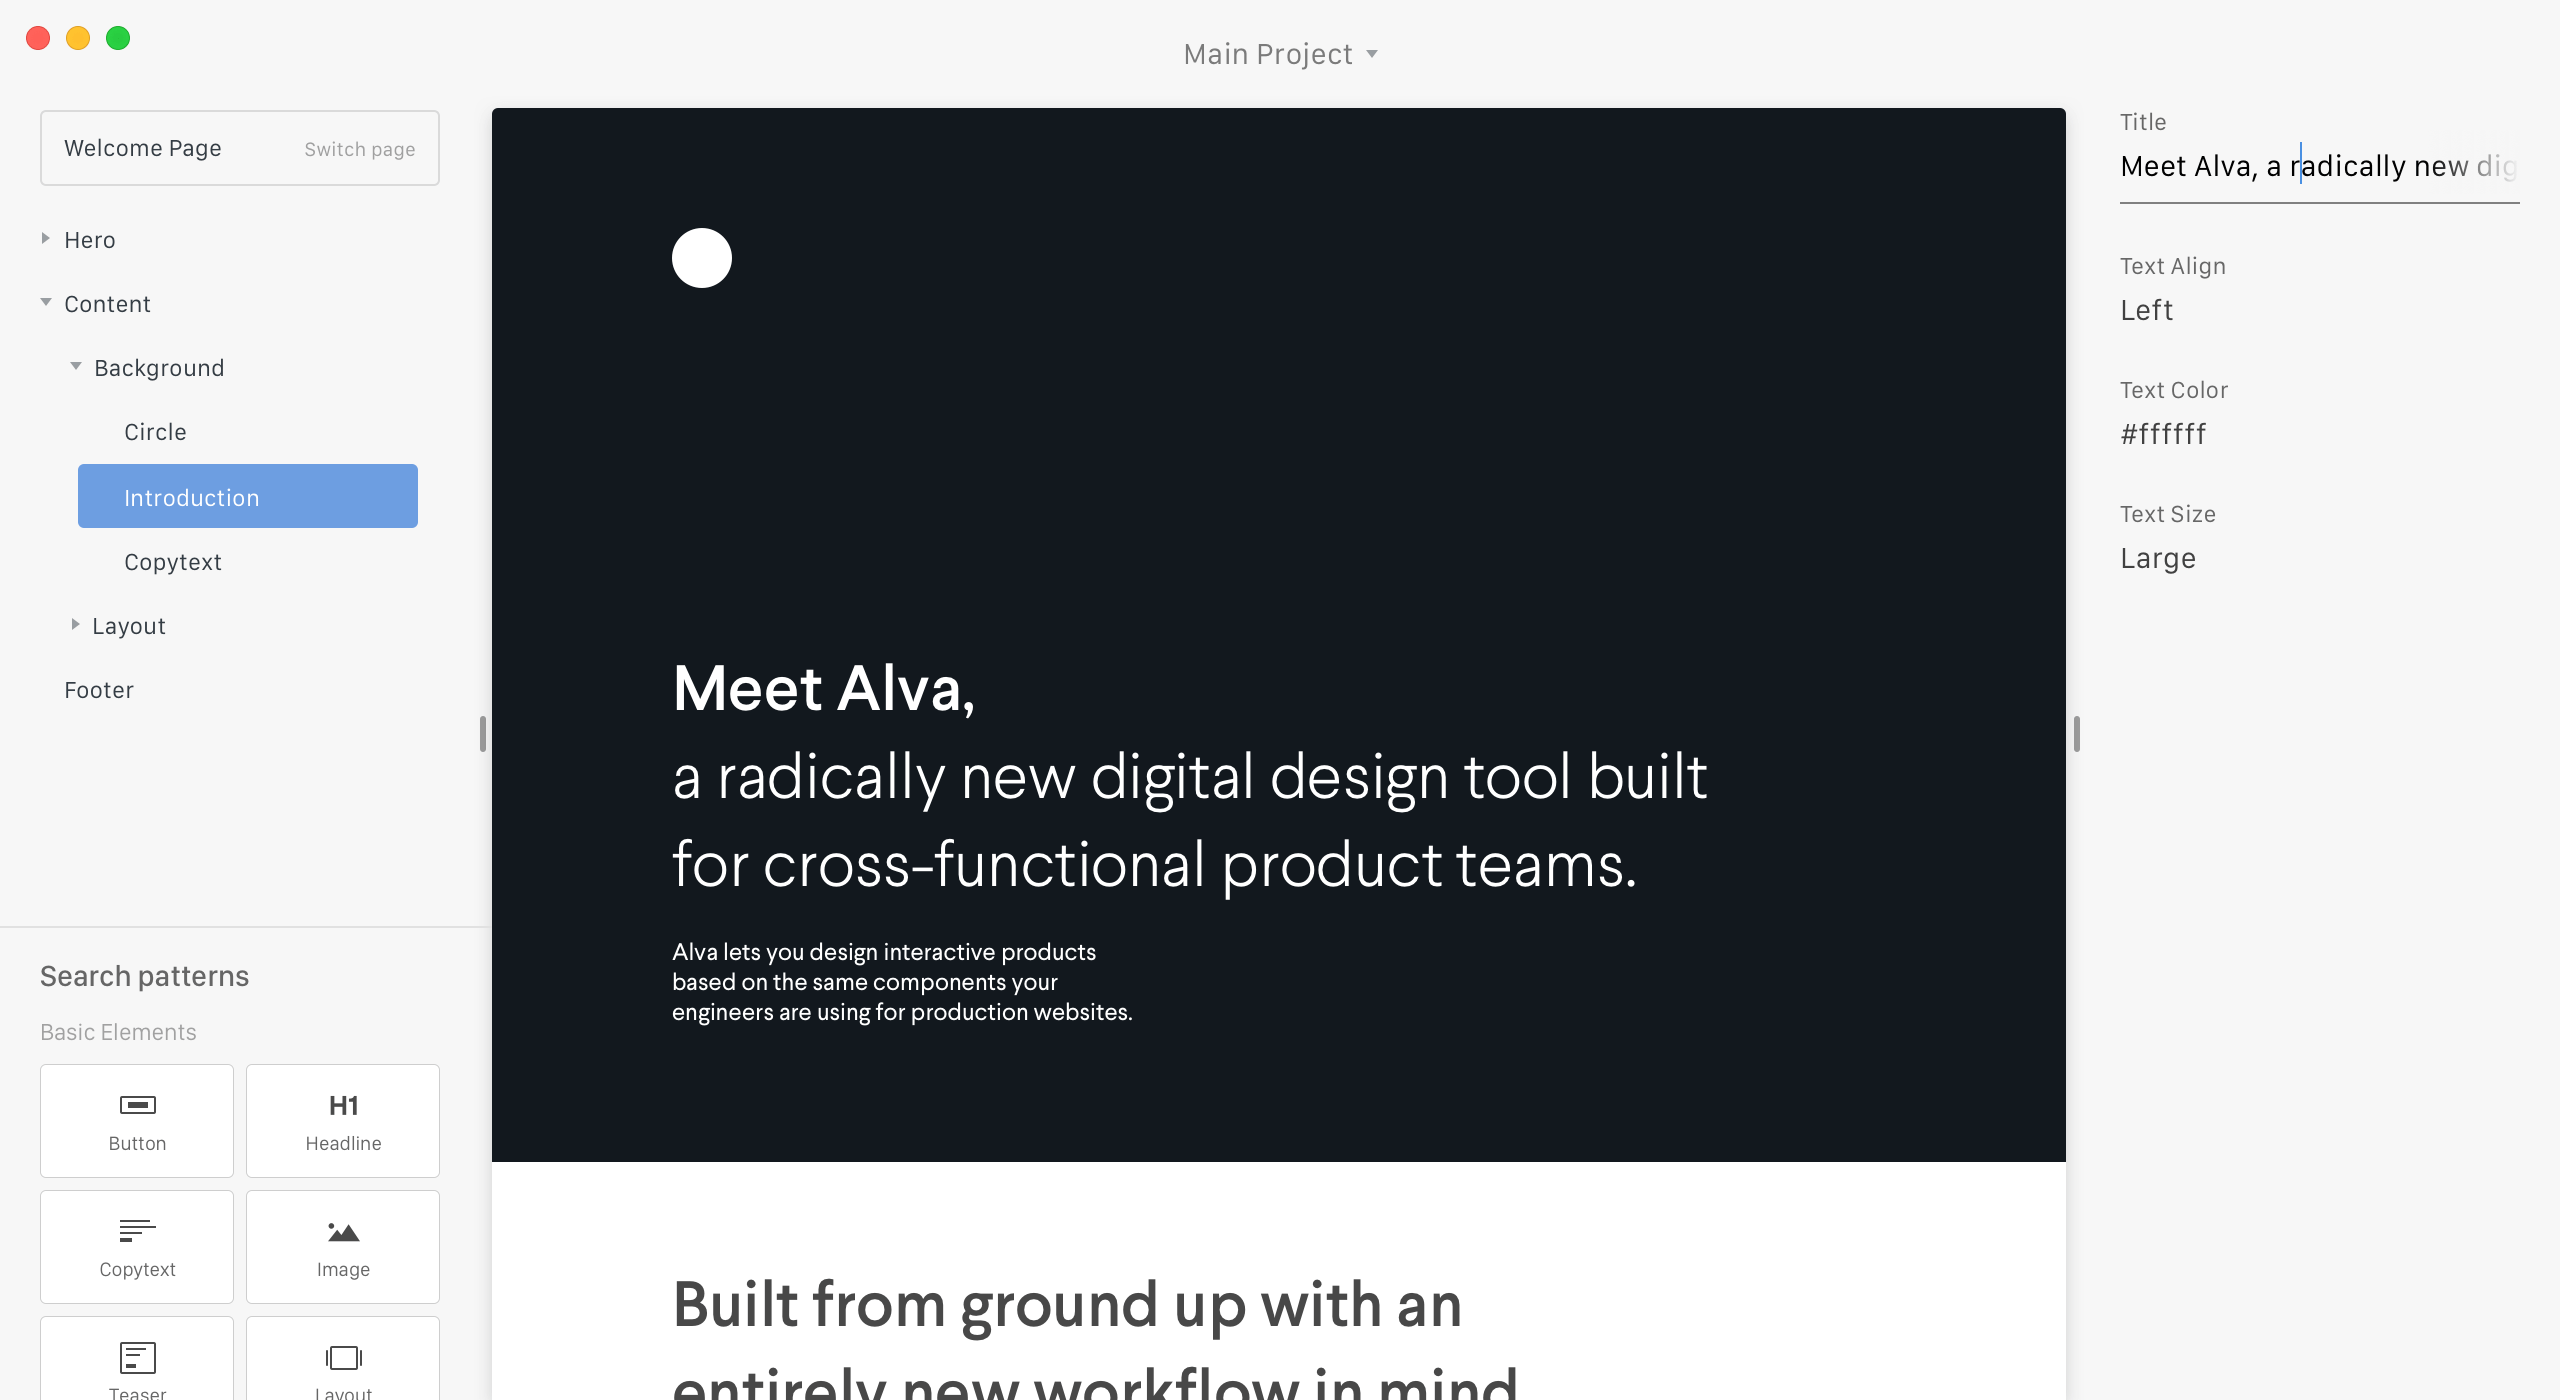 Main Project
Welcome Page
Switch page
Hero
Content
Background
Circle
Introduction
Copytext
Layout
Footer
Search patterns
Basic Elements
Button
H1
Headline
Copytext
Image
Teaser
Layout
Meet Alva,
a radically new digital design tool built
for cross-functional product teams.
Alva lets you design interactive products
based on the same components your
engineers are using for production websites.
Built from ground up with an
entirely new workflow in mind
Title
Meet Alva, a radically new dig
Text Align
Left
Text Color
#ffffff
Text Size
Large